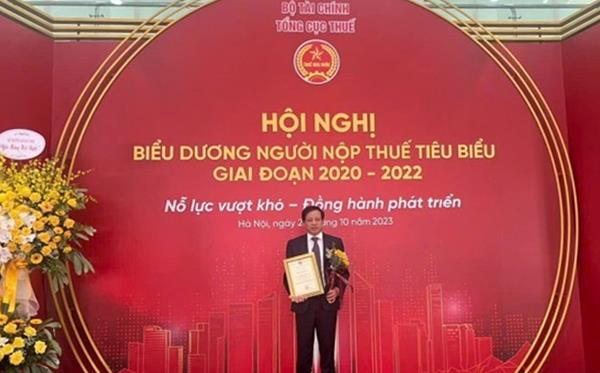 BỘ TÀI CHÍNH
TỔNG CỤC THUẾ
HỘI NGHỊ
BIỂU DƯƠNG NGƯỜI NỘP THUẾ TIÊU BIỂU
GIAI ĐOẠN 2020 - 2022
Nỗ lực vượt khó – Đồng hành phát triển
Hà Nội, ngày 10 năm 2023